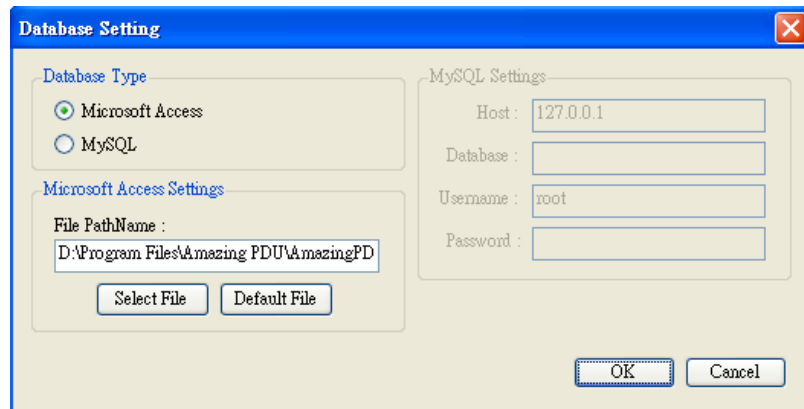 Database Setting
Database Type
Microsoft Access
MySQL
Microsoft Access Settings
File PathName :
D:\Program Files\Amazing PDU\AmazingPD
Select File
Default File
MySQL Settings
Host : 127.0.0.1
Database :
Username : root
Password :
OK
Cancel